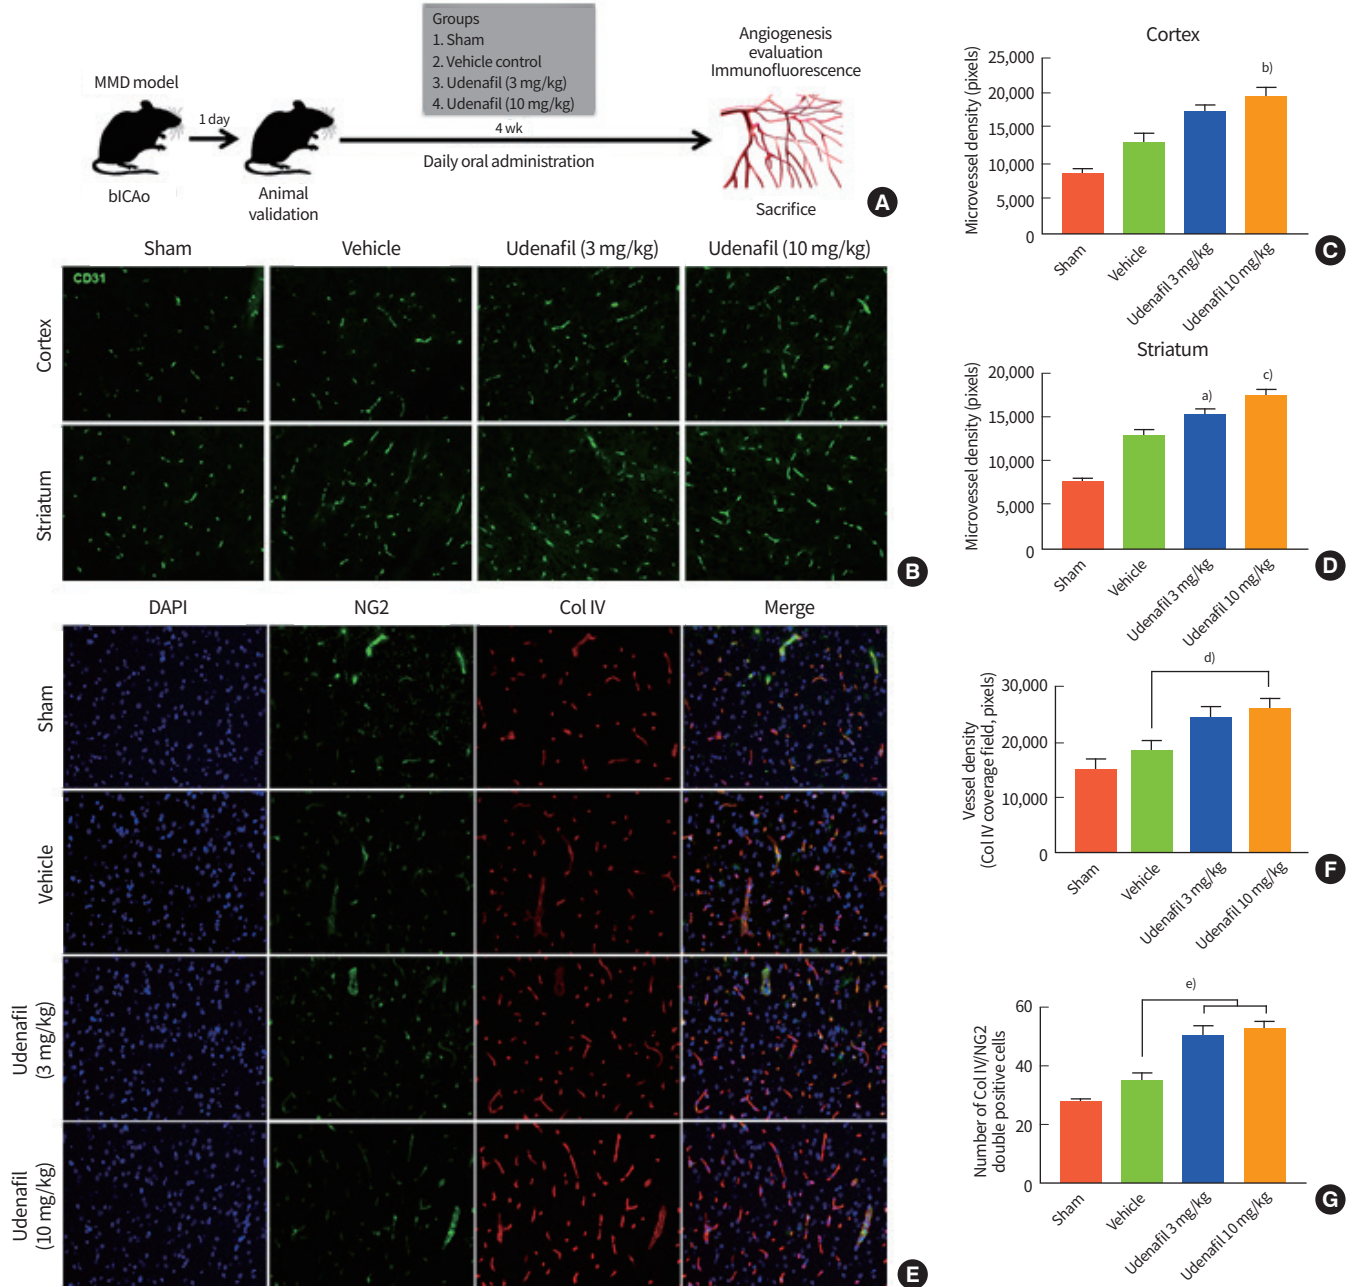 Groups
1. Sham
2. Vehicle control
3. Udenafil (3 mg/kg)
4. Udenafil (10 mg/kg)
MMD model
1 day
bICAo
Animal
validation
4 wk
Daily oral administration
Angiogenesis
evaluation
Immunofluorescence
Sacrifice
A
Sham
Vehicle
Udenafil (3 mg/kg)
Udenafil (10 mg/kg)
CD31
Cortex
Striatum
B
Cortex
Microvessel density (pixels)
25,000
20,000
15,000
10,000
5,000
0
b)
Sham
Vehicle
Udenafil 3 mg/kg
Udenafil 10 mg/kg
C
Striatum
Microvessel density (pixels)
20,000
15,000
10,000
5,000
0
a)
c)
Sham
Vehicle
Udenafil 3 mg/kg
Udenafil 10 mg/kg
D
DAPI
NG2
Col IV
Merge
Sham
Vehicle
Udenafil
(3 mg/kg)
Udenafil
(10 mg/kg)
E
Vessel density
(Col IV coverage field, pixels)
30,000
20,000
10,000
0
d)
Sham
Vehicle
Udenafil 3 mg/kg
Udenafil 10 mg/kg
F
Number of Col IV/NG2
double positive cells
60
40
20
0
e)
Sham
Vehicle
Udenafil 3 mg/kg
Udenafil 10 mg/kg
G